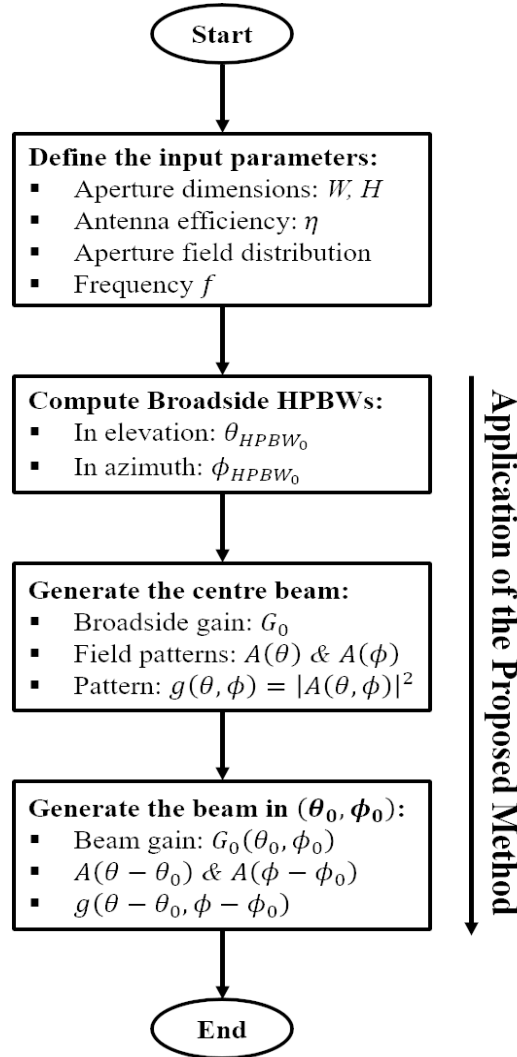 Start
Define the input parameters:
▪ Aperture dimensions: W, H
▪ Antenna efficiency: η
▪ Aperture field distribution
▪ Frequency f
Compute Broadside HPBWs:
▪ In elevation: θ_{HPBW_0}
▪ In azimuth: ϕ_{HPBW_0}
Generate the centre beam:
▪ Broadside gain: G_0
▪ Field patterns: A(θ) & A(ϕ)
▪ Pattern: g(θ, ϕ) = |A(θ, ϕ)|^2
Generate the beam in (θ_0, ϕ_0):
▪ Beam gain: G_0(θ_0, ϕ_0)
▪ A(θ − θ_0) & A(ϕ − ϕ_0)
▪ g(θ − θ_0, ϕ − ϕ_0)
End
Application of the Proposed Method